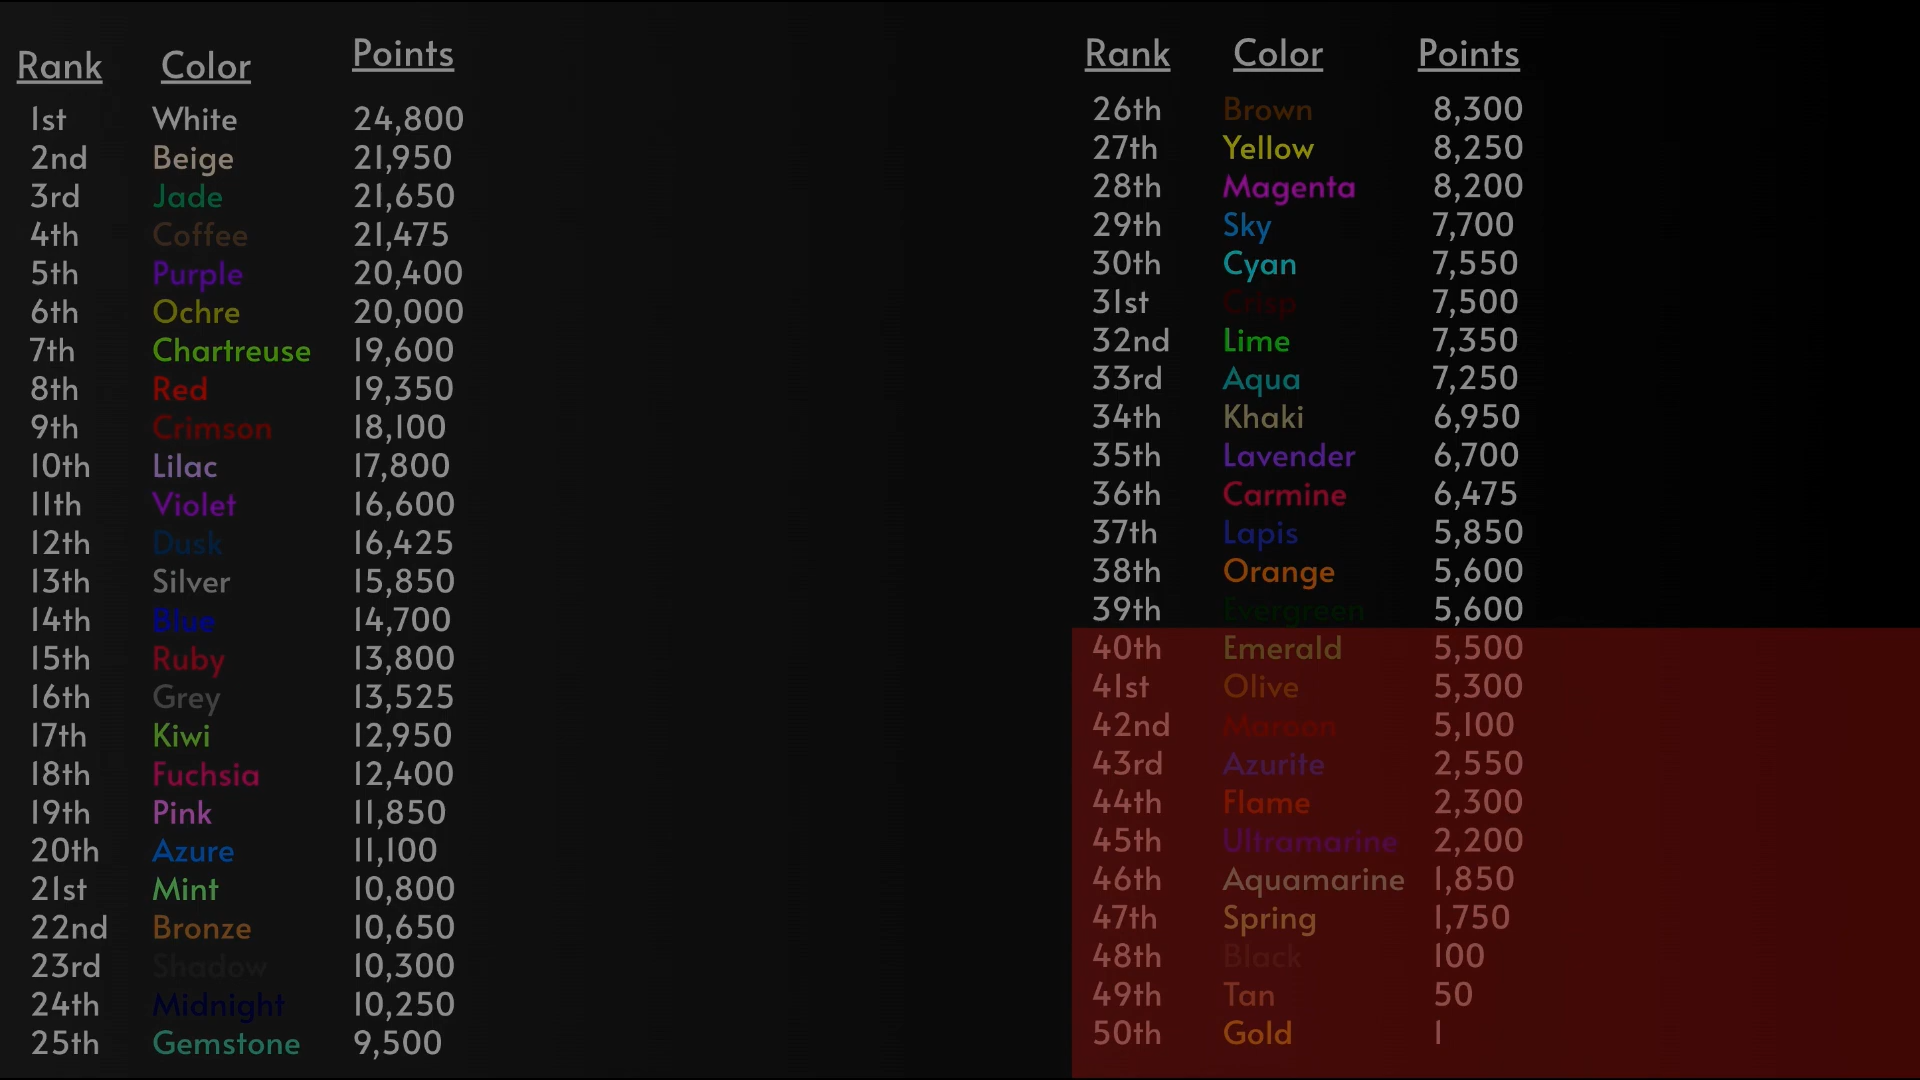 Rank Color Points
1st White 24,800
2nd Beige 21,950
3rd Jade 21,650
4th Coffee 21,475
5th Purple 20,400
6th Ochre 20,000
7th Chartreuse 19,600
8th Red 19,350
9th Crimson 18,100
10th Lilac 17,800
11th Violet 16,600
12th Dusk 16,425
13th Silver 15,850
14th Blue 14,700
15th Ruby 13,800
16th Grey 13,525
17th Kiwi 12,950
18th Fuchsia 12,400
19th Pink 11,850
20th Azure 11,100
21st Mint 10,800
22nd Bronze 10,650
23rd Shadow 10,300
24th Midnight 10,250
25th Gemstone 9,500
Rank Color Points
26th Brown 8,300
27th Yellow 8,250
28th Magenta 8,200
29th Sky 7,700
30th Cyan 7,550
31st Crisp 7,500
32nd Lime 7,350
33rd Aqua 7,250
34th Khaki 6,950
35th Lavender 6,700
36th Carmine 6,475
37th Lapis 5,850
38th Orange 5,600
39th Evergreen 5,600
40th Emerald 5,500
41st Olive 5,300
42nd Maroon 5,100
43rd Azurite 2,550
44th Flame 2,300
45th Ultramarine 2,200
46th Aquamarine 1,850
47th Spring 1,750
48th Black 100
49th Tan 50
50th Gold 1